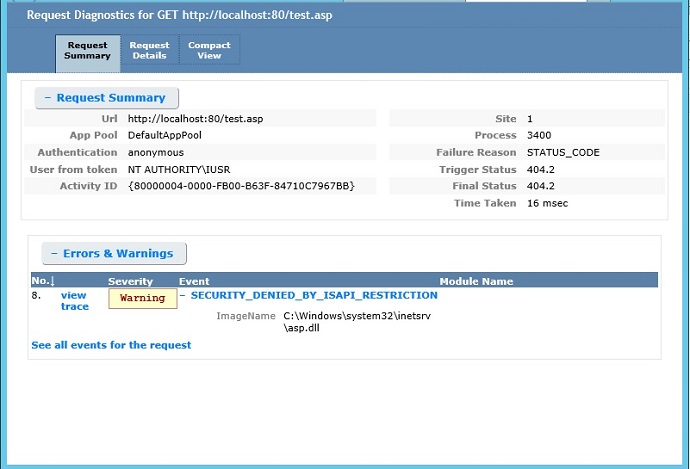 Request Diagnostics for GET http://localhost:80/test.asp
Request Summary
Request Details
Compact View
− Request Summary
Url http://localhost:80/test.asp
App Pool DefaultAppPool
Authentication anonymous
User from token NT AUTHORITY\IUSR
Activity ID {80000004-0000-FB00-B63F-84710C7967BB}
Site 1
Process 3400
Failure Reason STATUS_CODE
Trigger Status 404.2
Final Status 404.2
Time Taken 16 msec
− Errors & Warnings
No.↓ Severity Event Module Name
8. view trace Warning − SECURITY_DENIED_BY_ISAPI_RESTRICTION
ImageName C:\Windows\system32\inetsrv
\asp.dll
See all events for the request